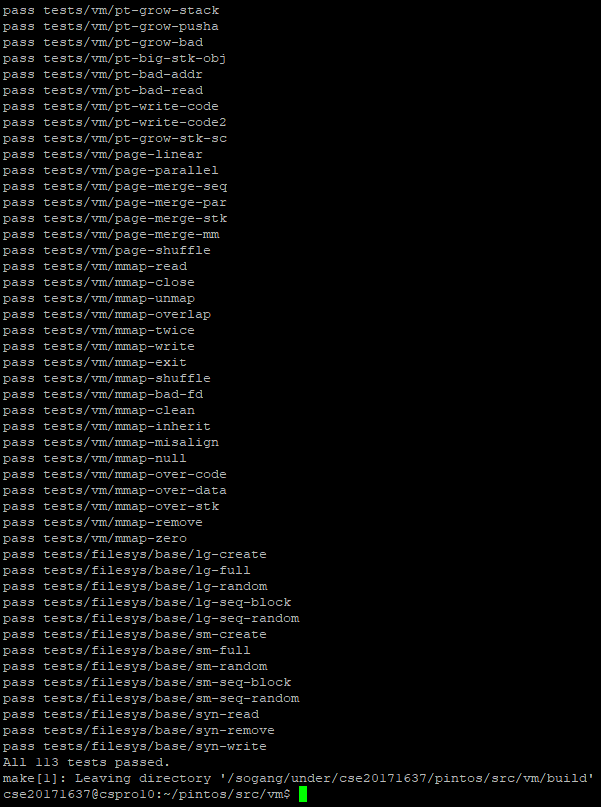 pass tests/vm/pt-grow-stack
pass tests/vm/pt-grow-pusha
pass tests/vm/pt-grow-bad
pass tests/vm/pt-big-stk-obj
pass tests/vm/pt-bad-addr
pass tests/vm/pt-bad-read
pass tests/vm/pt-write-code
pass tests/vm/pt-write-code2
pass tests/vm/pt-grow-stk-sc
pass tests/vm/page-linear
pass tests/vm/page-parallel
pass tests/vm/page-merge-seq
pass tests/vm/page-merge-par
pass tests/vm/page-merge-stk
pass tests/vm/page-merge-mm
pass tests/vm/page-shuffle
pass tests/vm/mmap-read
pass tests/vm/mmap-close
pass tests/vm/mmap-unmap
pass tests/vm/mmap-overlap
pass tests/vm/mmap-twice
pass tests/vm/mmap-write
pass tests/vm/mmap-exit
pass tests/vm/mmap-shuffle
pass tests/vm/mmap-bad-fd
pass tests/vm/mmap-clean
pass tests/vm/mmap-inherit
pass tests/vm/mmap-misalign
pass tests/vm/mmap-null
pass tests/vm/mmap-over-code
pass tests/vm/mmap-over-data
pass tests/vm/mmap-over-stk
pass tests/vm/mmap-remove
pass tests/vm/mmap-zero
pass tests/filesys/base/lg-create
pass tests/filesys/base/lg-full
pass tests/filesys/base/lg-random
pass tests/filesys/base/lg-seq-block
pass tests/filesys/base/lg-seq-random
pass tests/filesys/base/sm-create
pass tests/filesys/base/sm-full
pass tests/filesys/base/sm-random
pass tests/filesys/base/sm-seq-block
pass tests/filesys/base/sm-seq-random
pass tests/filesys/base/syn-read
pass tests/filesys/base/syn-remove
pass tests/filesys/base/syn-write
All 113 tests passed.
make[1]: Leaving directory '/sogang/under/cse20171637/pintos/src/vm/build'
cse20171637@cspro10:~/pintos/src/vm$